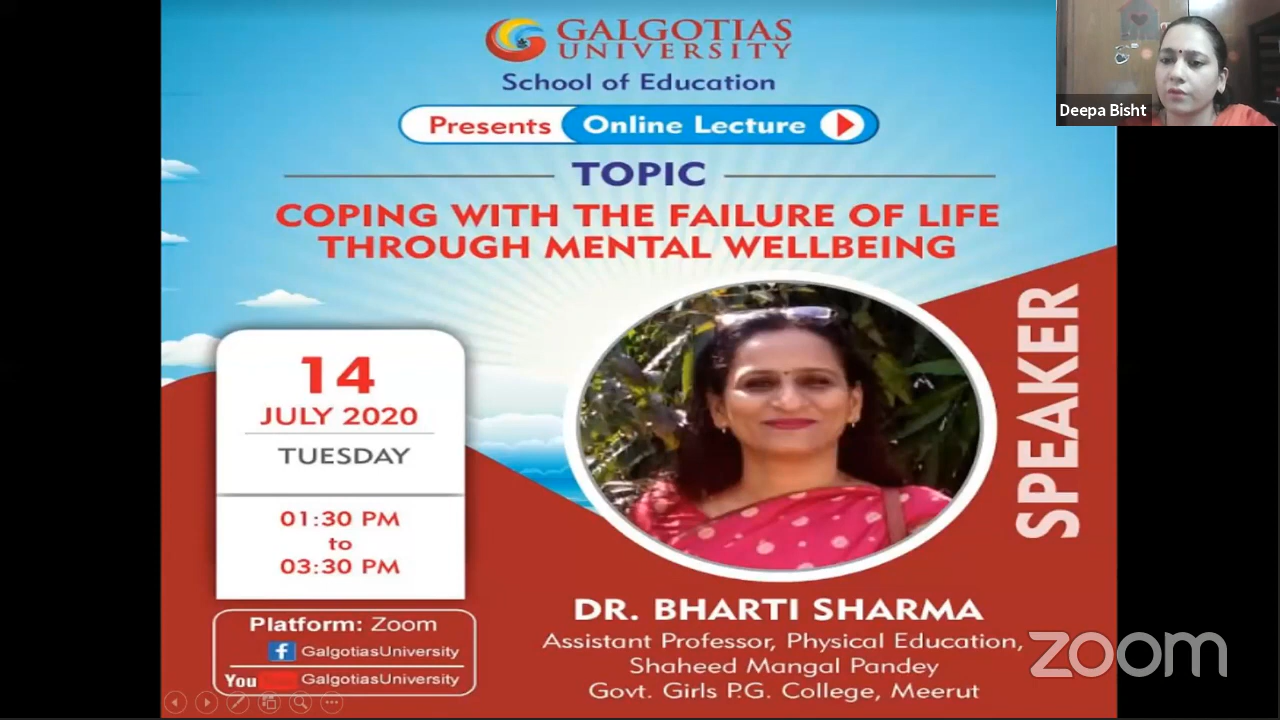 GALGOTIAS
UNIVERSITY
School of Education
Presents Online Lecture
TOPIC
COPING WITH THE FAILURE OF LIFE
THROUGH MENTAL WELLBEING
14
JULY 2020
TUESDAY
01:30 PM
to
03:30 PM
Platform: Zoom
f GalgotiasUniversity
You GalgotiasUniversity
SPEAKER
DR. BHARTI SHARMA
Assistant Professor, Physical Education,
Shaheed Mangal Pandey
Govt. Girls P.G. College, Meerut
Deepa Bisht
zoom